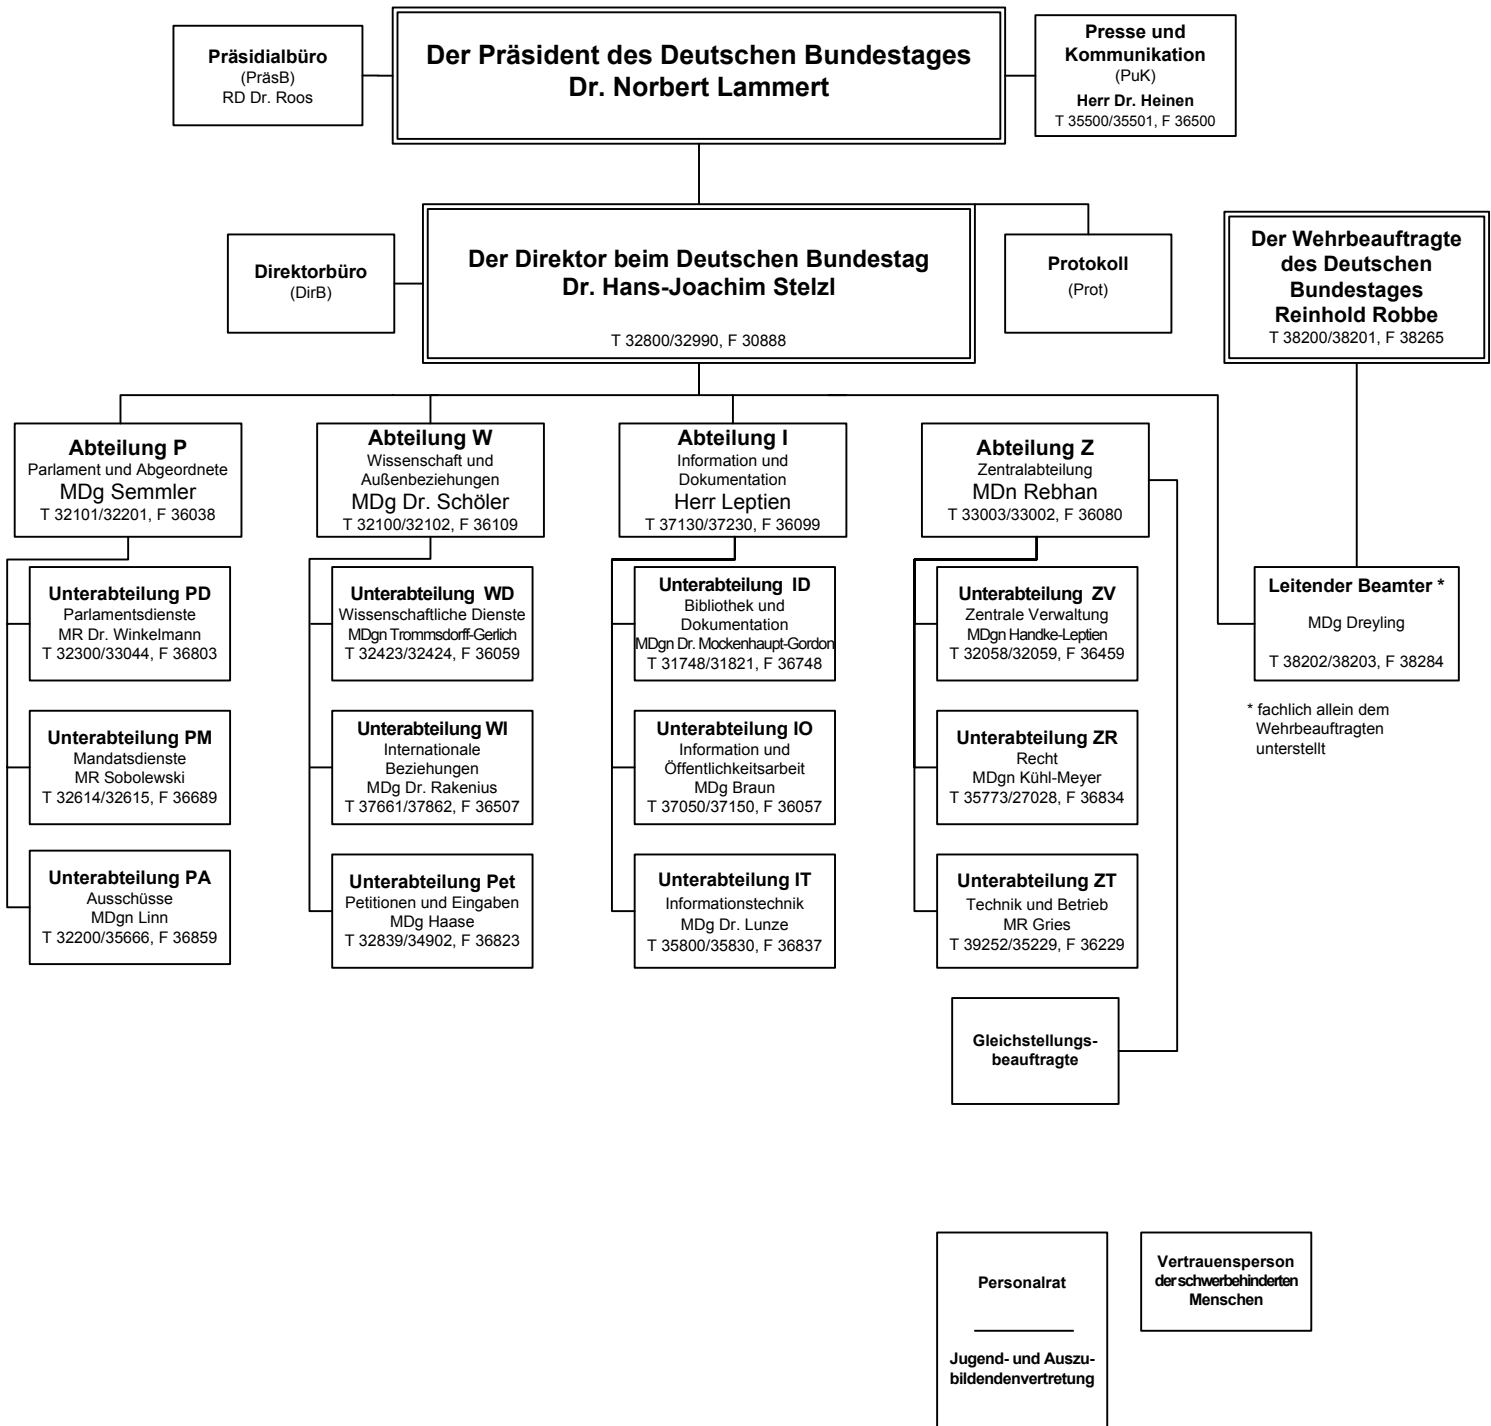 Präsidialbüro
(PräsB)
RD Dr. Roos
Der Präsident des Deutschen Bundestages
Dr. Norbert Lammert
Presse und
Kommunikation
(PuK)
Herr Dr. Heinen
T 35500/35501, F 36500
Direktorbüro
(DirB)
Der Direktor beim Deutschen Bundestag
Dr. Hans-Joachim Stelzl
T 32800/32990, F 30888
Protokoll
(Prot)
Der Wehrbeauftragte
des Deutschen
Bundestages
Reinhold Robbe
T 38200/38201, F 38265
Abteilung P
Parlament und Abgeordnete
MDg Semmler
T 32101/32201, F 36038
Abteilung W
Wissenschaft und
Außenbeziehungen
MDg Dr. Schöler
T 32100/32102, F 36109
Abteilung I
Information und
Dokumentation
Herr Leptien
T 37130/37230, F 36099
Abteilung Z
Zentralabteilung
MDn Rebhan
T 33003/33002, F 36080
Unterabteilung PD
Parlamentsdienste
MR Dr. Winkelmann
T 32300/33044, F 36803
Unterabteilung WD
Wissenschaftliche Dienste
MDgn Trommsdorff-Gerlich
T 32423/32424, F 36059
Unterabteilung ID
Bibliothek und
Dokumentation
MDgn Dr. Mockenhaupt-Gordon
T 31748/31821, F 36748
Unterabteilung ZV
Zentrale Verwaltung
MDgn Handke-Leptien
T 32058/32059, F 36459
Leitender Beamter *
MDg Dreyling
T 38202/38203, F 38284
* fachlich allein dem
Wehrbeauftragten
unterstellt
Unterabteilung PM
Mandatsdienste
MR Sobolewski
T 32614/32615, F 36689
Unterabteilung WI
Internationale
Beziehungen
MDg Dr. Rakenius
T 37661/37862, F 36507
Unterabteilung IO
Information und
Öffentlichkeitsarbeit
MDg Braun
T 37050/37150, F 36057
Unterabteilung ZR
Recht
MDgn Kühl-Meyer
T 35773/27028, F 36834
Unterabteilung PA
Ausschüsse
MDgn Linn
T 32200/35666, F 36859
Unterabteilung Pet
Petitionen und Eingaben
MDg Haase
T 32839/34902, F 36823
Unterabteilung IT
Informationstechnik
MDg Dr. Lunze
T 35800/35830, F 36837
Unterabteilung ZT
Technik und Betrieb
MR Gries
T 39252/35229, F 36229
Gleichstellungs-
beauftragte
Personalrat
Jugend- und Auszu-
bildendenvertretung
Vertrauensperson
der schwerbehinderten
Menschen